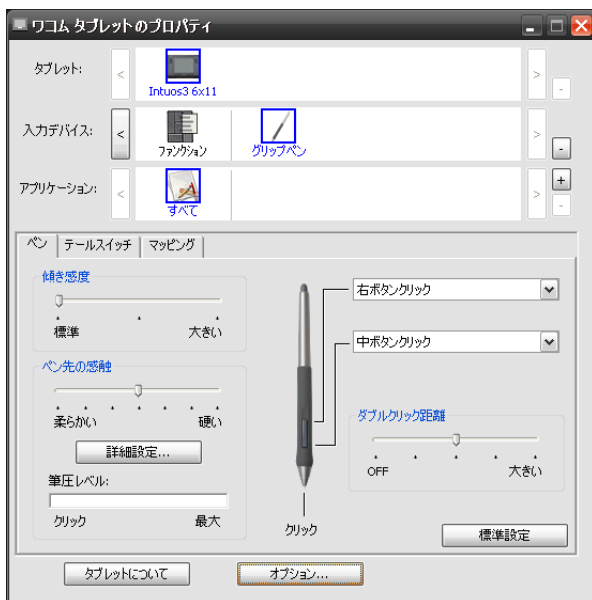 ワコム タブレットのプロパティ
タブレット:
<
>
-
Intuos3 6x11
入力デバイス:
<
>
-
ファンクション
グリップペン
アプリケーション:
<
>
+
-
すべて
ペン
テールスイッチ
マッピング
傾き感度
標準
大きい
右ボタンクリック
中ボタンクリック
ペン先の感触
柔らかい
硬い
詳細設定...
ダブルクリック距離
OFF
大きい
筆圧レベル:
クリック
最大
クリック
標準設定
タブレットについて
オプション...